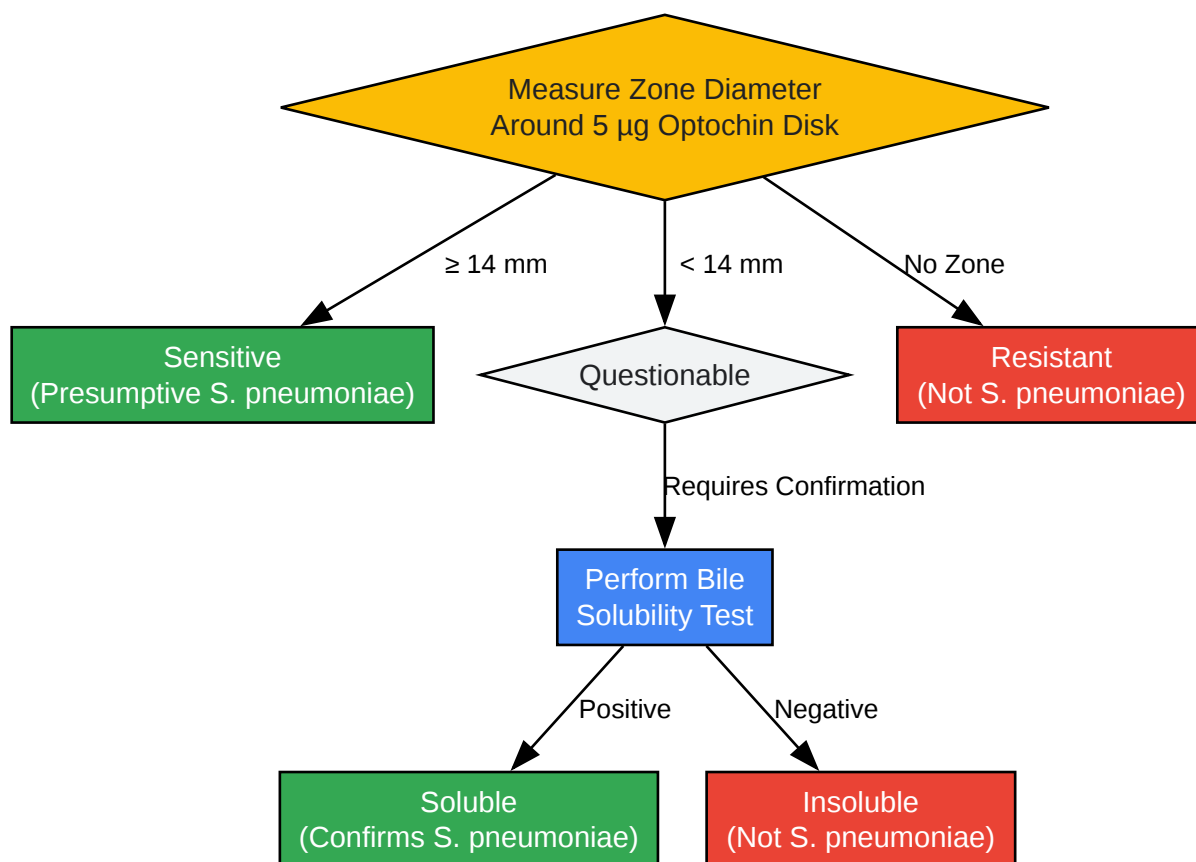 Measure Zone Diameter
Around 5 µg Optochin Disk
≥ 14 mm
< 14 mm
No Zone
Sensitive
(Presumptive S. pneumoniae)
Questionable
Resistant
(Not S. pneumoniae)
Requires Confirmation
Perform Bile
Solubility Test
Positive
Negative
Soluble
(Confirms S. pneumoniae)
Insoluble
(Not S. pneumoniae)